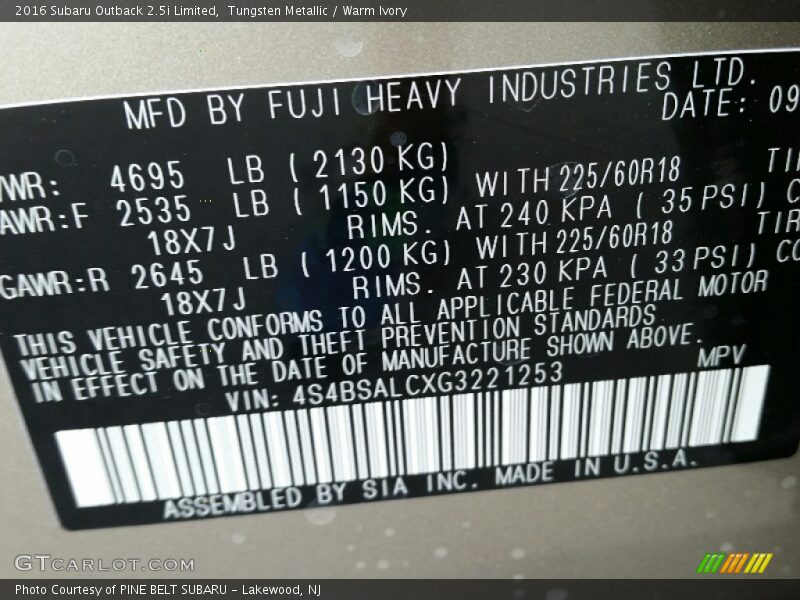 2016 Subaru Outback 2.5i Limited, Tungsten Metallic / Warm Ivory
MFD BY FUJI HEAVY INDUSTRIES LTD.
DATE: 09
VWR: 4695 LB ( 2130 KG)
AWR:F 2535 LB ( 1150 KG) WITH 225/60R18 TI
18X7J RIMS. AT 240 KPA ( 35 PSI) C
GAWR:R 2645 LB ( 1200 KG) WITH 225/60R18 TIR
18X7J RIMS. AT 230 KPA ( 33 PSI) CO
THIS VEHICLE CONFORMS TO ALL APPLICABLE FEDERAL MOTOR
VEHICLE SAFETY AND THEFT PREVENTION STANDARDS
IN EFFECT ON THE DATE OF MANUFACTURE SHOWN ABOVE.
VIN: 4S4BSALCXG3221253 MPV
ASSEMBLED BY SIA INC. MADE IN U.S.A.
GTCARLOT.COM
Photo Courtesy of PINE BELT SUBARU - Lakewood, NJ